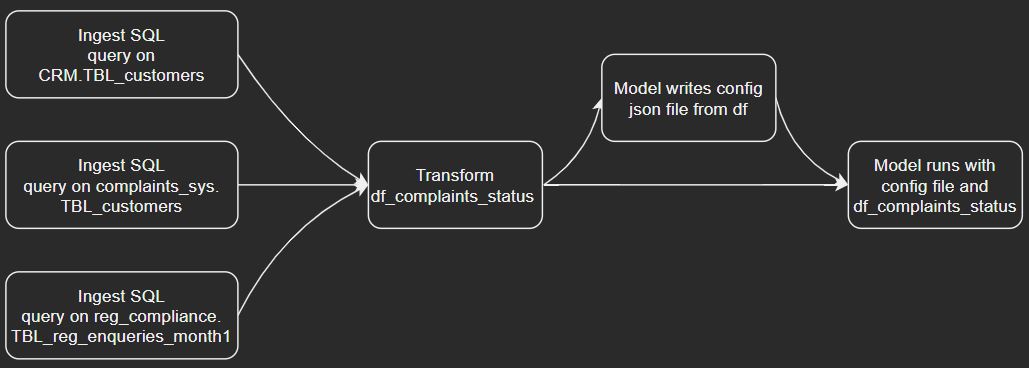 Ingest SQL
query on
CRM.TBL_customers
Ingest SQL
query on complaints_sys.
TBL_customers
Ingest SQL
query on reg_compliance.
TBL_reg_enqueries_month1
Transform
df_complaints_status
Model writes config
json file from df
Model runs with
config file and
df_complaints_status